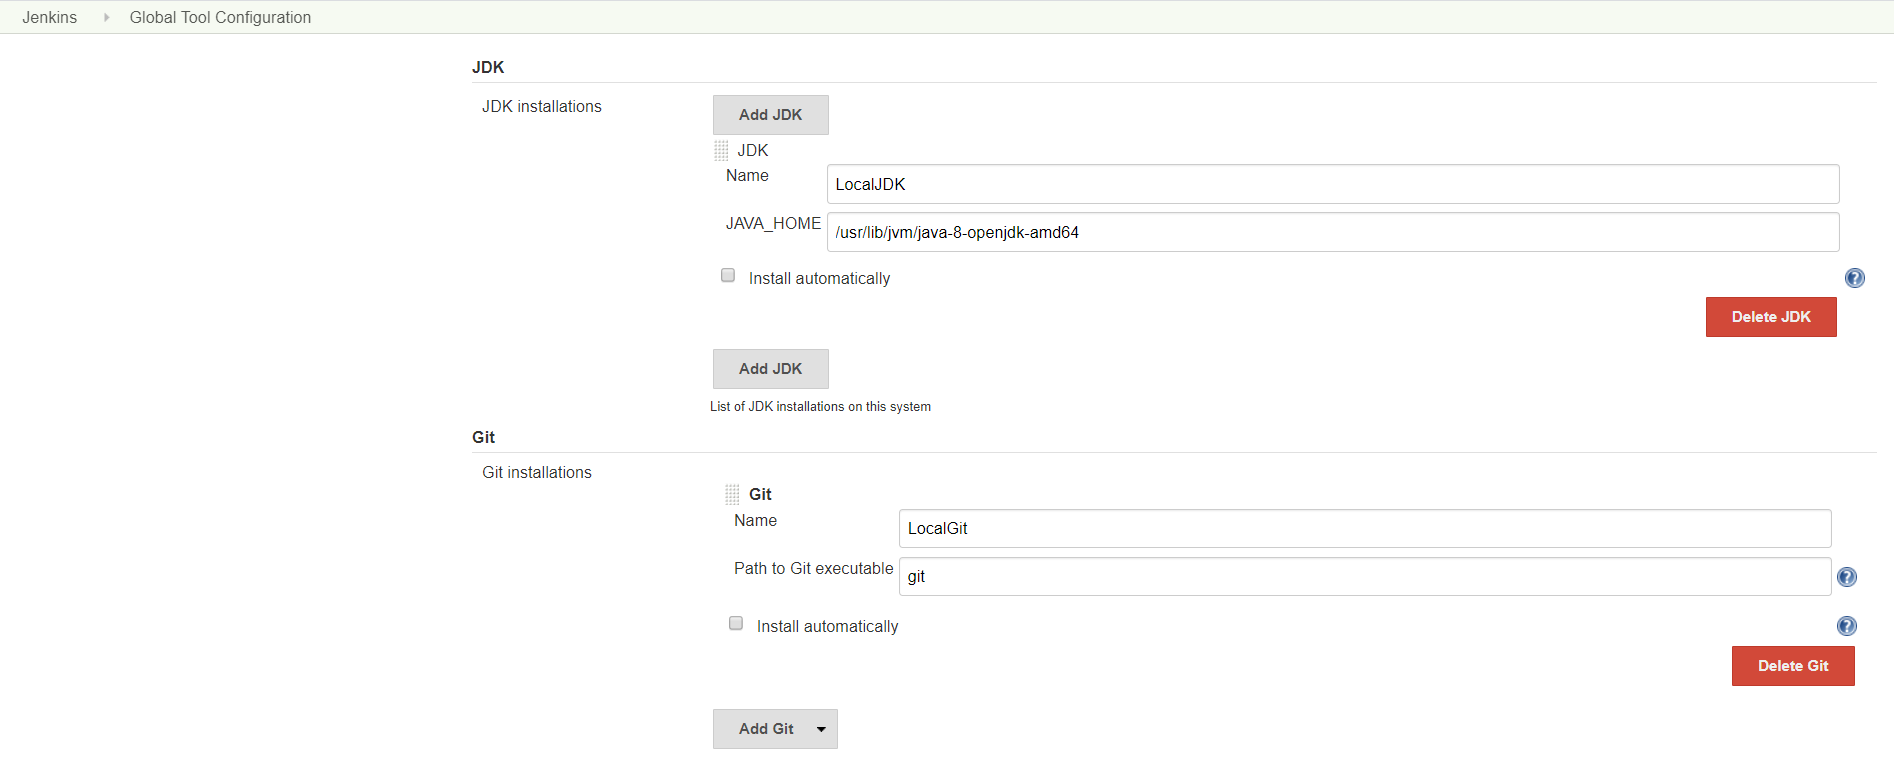 Jenkins Global Tool Configuration
JDK
JDK installations
Add JDK
JDK
Name
LocalJDK
JAVA_HOME
/usr/lib/jvm/java-8-openjdk-amd64
Install automatically
?
Delete JDK
Add JDK
List of JDK installations on this system
Git
Git installations
Git
Name
LocalGit
Path to Git executable
git
?
Install automatically
?
Delete Git
Add Git